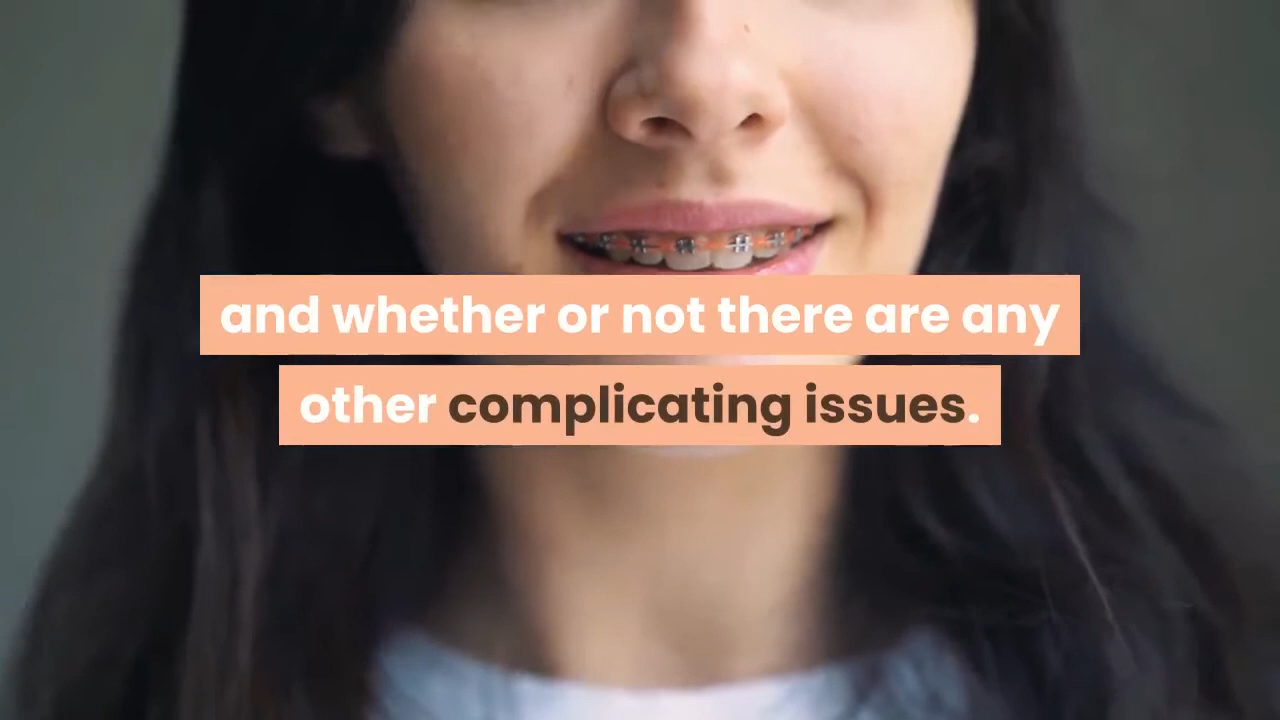 and whether or not there are any
other complicating issues.